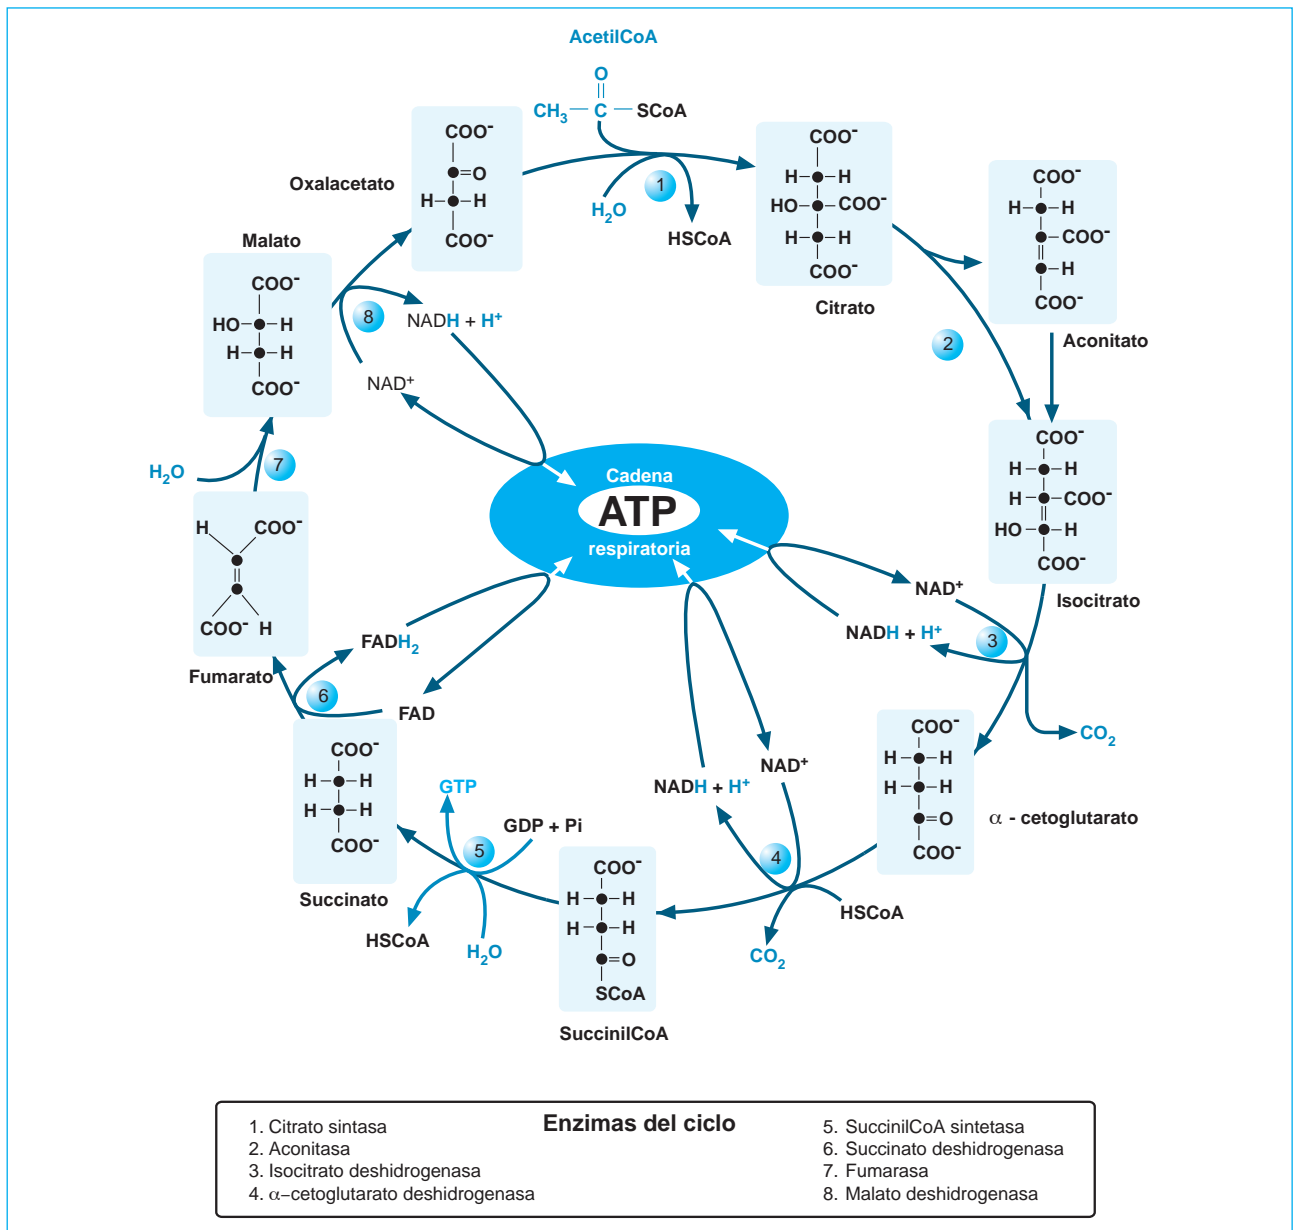 AcetilCoA
O
CH3 — C — SCoA
H2O
1
HSCoA
COO-
=O
H H
COO-
Oxalacetato
COO-
H H
HO COO-
H H
COO-
Citrato
COO-
H H
COO-
H
COO-
Aconitato
2
COO-
H H
H COO-
HO H
COO-
Isocitrato
NAD+
NADH + H+
3
CO2
COO-
H H
H H
=O
COO-
α - cetoglutarato
NAD+
NADH + H+
4
HSCoA
CO2
COO-
H H
H H
=O
SCoA
SuccinilCoA
GTP
GDP + Pi
5
HSCoA
H2O
COO-
H H
H H
COO-
Succinato
FADH2
6
FAD
H COO-
COO- H
Fumarato
H2O
7
Malato
COO-
HO H
H H
COO-
8
NADH + H+
NAD+
Cadena
ATP
respiratoria
Enzimas del ciclo
1. Citrato sintasa
2. Aconitasa
3. Isocitrato deshidrogenasa
4. α–cetoglutarato deshidrogenasa
5. SuccinilCoA sintetasa
6. Succinato deshidrogenasa
7. Fumarasa
8. Malato deshidrogenasa